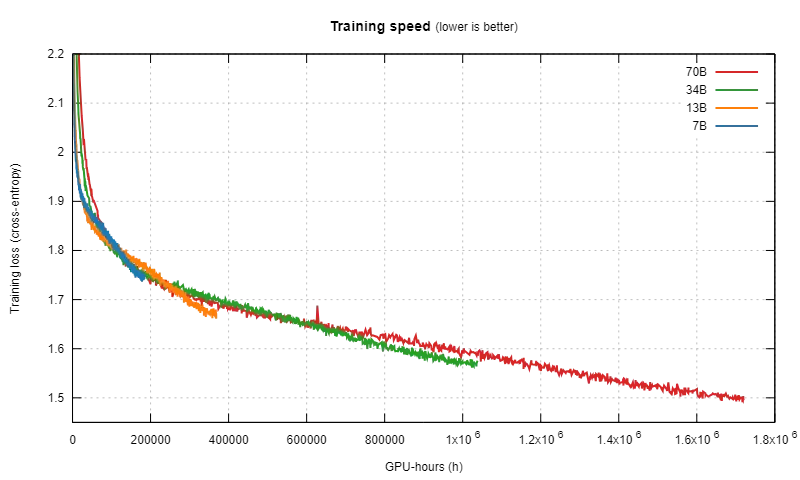 Training speed (lower is better)
2.2
2.1
2
1.9
1.8
1.7
1.6
1.5
Training loss (cross-entropy)
70B
34B
13B
7B
0 200000 400000 600000 800000 1x10 6 1.2x10 6 1.4x10 6 1.6x10 6 1.8x10 6
GPU-hours (h)